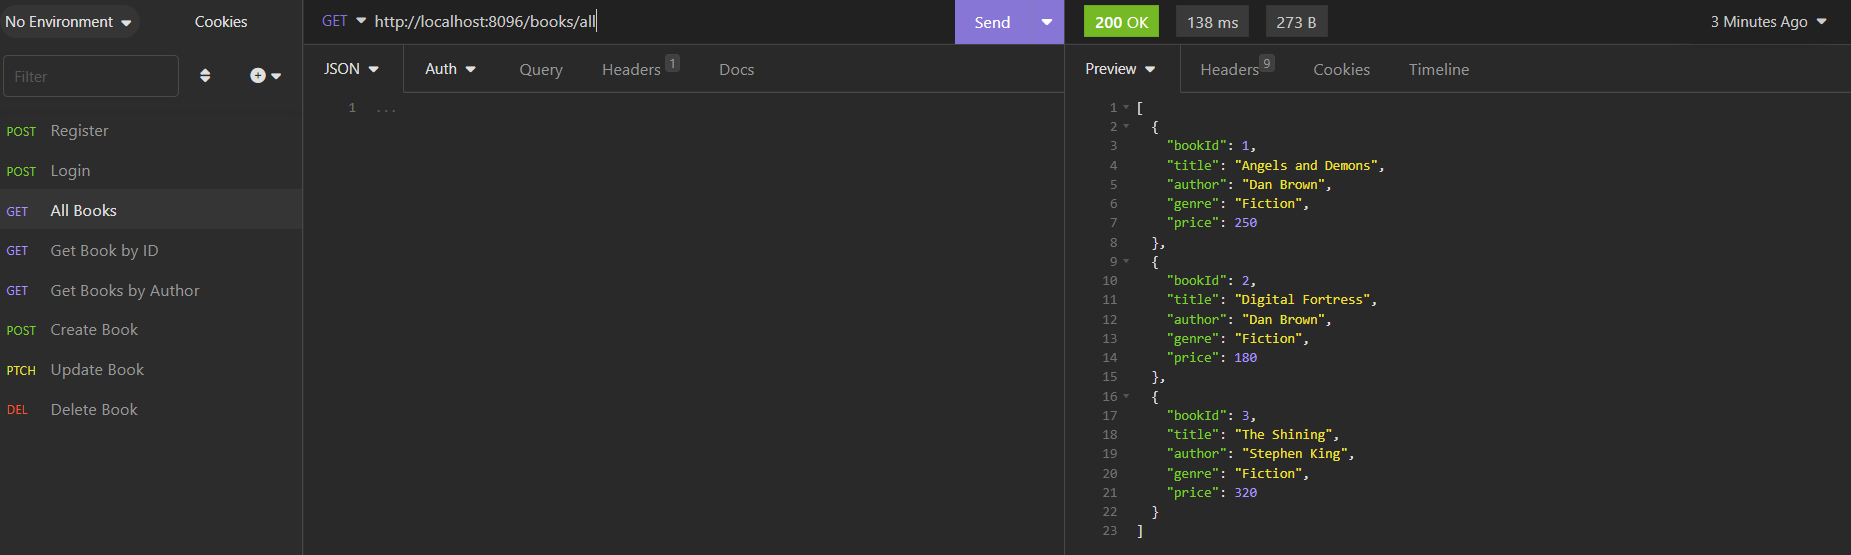 No Environment Cookies
Filter
POST Register
POST Login
GET All Books
GET Get Book by ID
GET Get Books by Author
POST Create Book
PTCH Update Book
DEL Delete Book
GET http://localhost:8096/books/all Send
JSON Auth Query Headers 1 Docs
1 ...
200 OK 138 ms 273 B 3 Minutes Ago
Preview Headers 9 Cookies Timeline
1 [
2 {
3 "bookId": 1,
4 "title": "Angels and Demons",
5 "author": "Dan Brown",
6 "genre": "Fiction",
7 "price": 250
8 },
9 {
10 "bookId": 2,
11 "title": "Digital Fortress",
12 "author": "Dan Brown",
13 "genre": "Fiction",
14 "price": 180
15 },
16 {
17 "bookId": 3,
18 "title": "The Shining",
19 "author": "Stephen King",
20 "genre": "Fiction",
21 "price": 320
22 }
23 ]